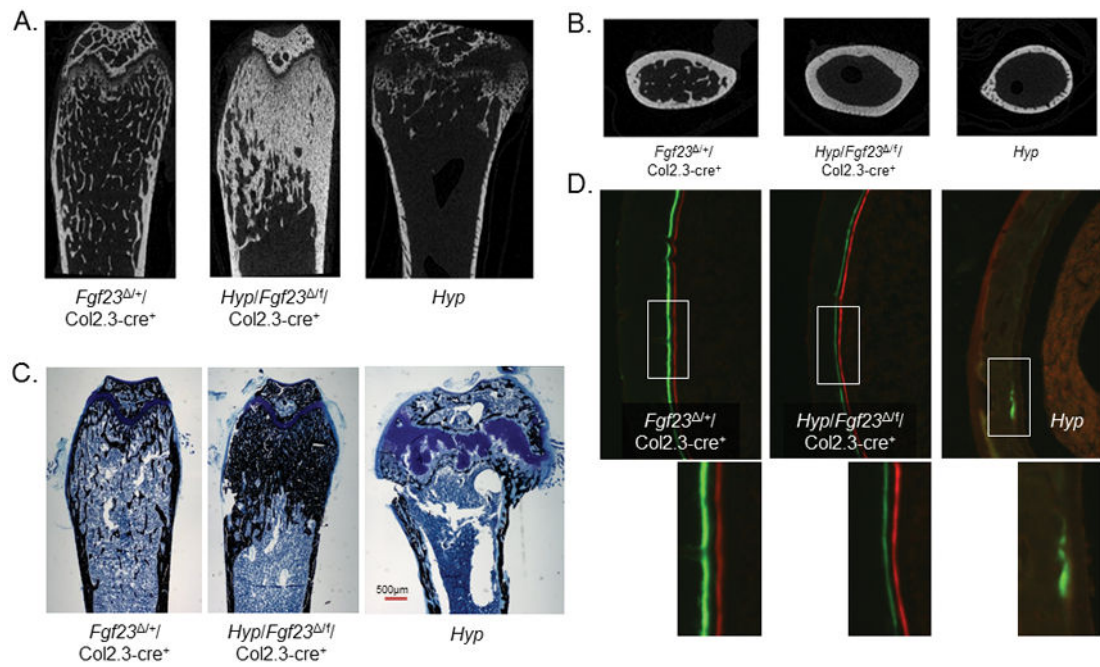 A.
Fgf23Δ/+/
Col2.3-cre+
Hyp/Fgf23Δ/f/
Col2.3-cre+
Hyp
B.
Fgf23Δ/+/
Col2.3-cre+
Hyp/Fgf23Δ/f/
Col2.3-cre+
Hyp
C.
500µm
Fgf23Δ/+/
Col2.3-cre+
Hyp/Fgf23Δ/f/
Col2.3-cre+
Hyp
D.
Fgf23Δ/+/
Col2.3-cre+
Hyp/Fgf23Δ/f/
Col2.3-cre+
Hyp